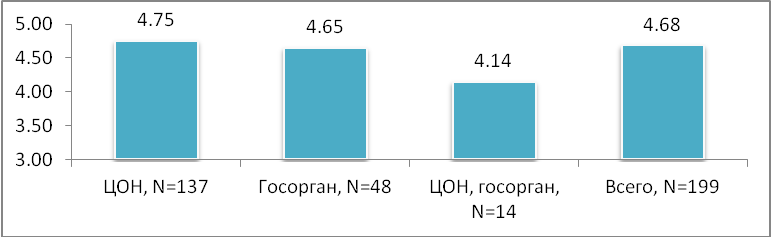 5.00
4.50
4.00
3.50
3.00
4.75
4.65
4.14
4.68
ЦОН, N=137
Госорган, N=48
ЦОН, госорган,
N=14
Всего, N=199